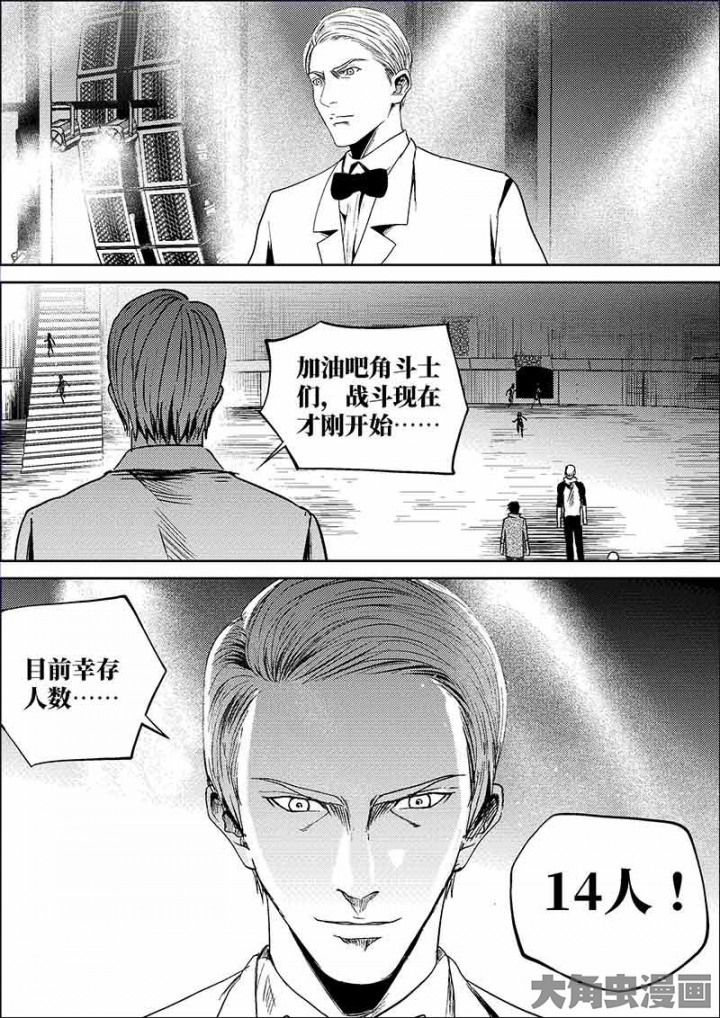 加油吧角斗士
们，战斗现在
才刚开始……
目前幸存
人数……
14人！
大角虫漫画